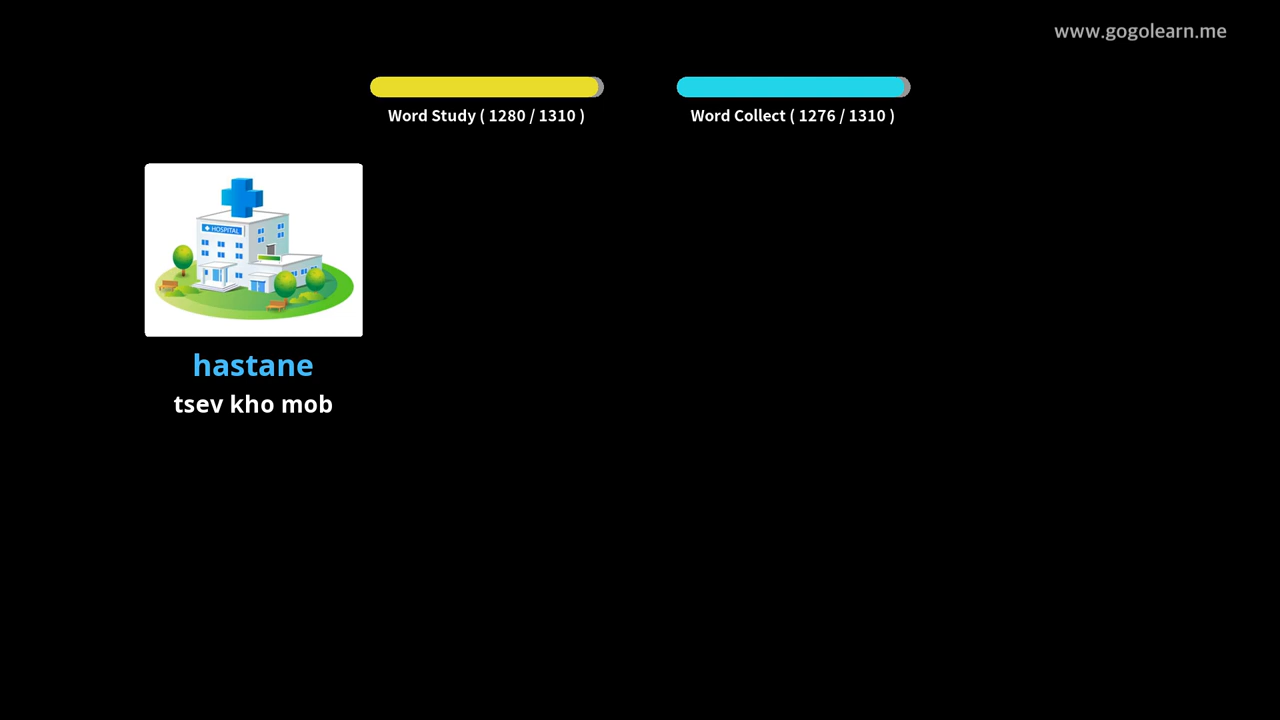 www.gogolearn.me
Word Study ( 1280 / 1310 )
Word Collect ( 1276 / 1310 )
HOSPITAL
hastane
tsev kho mob